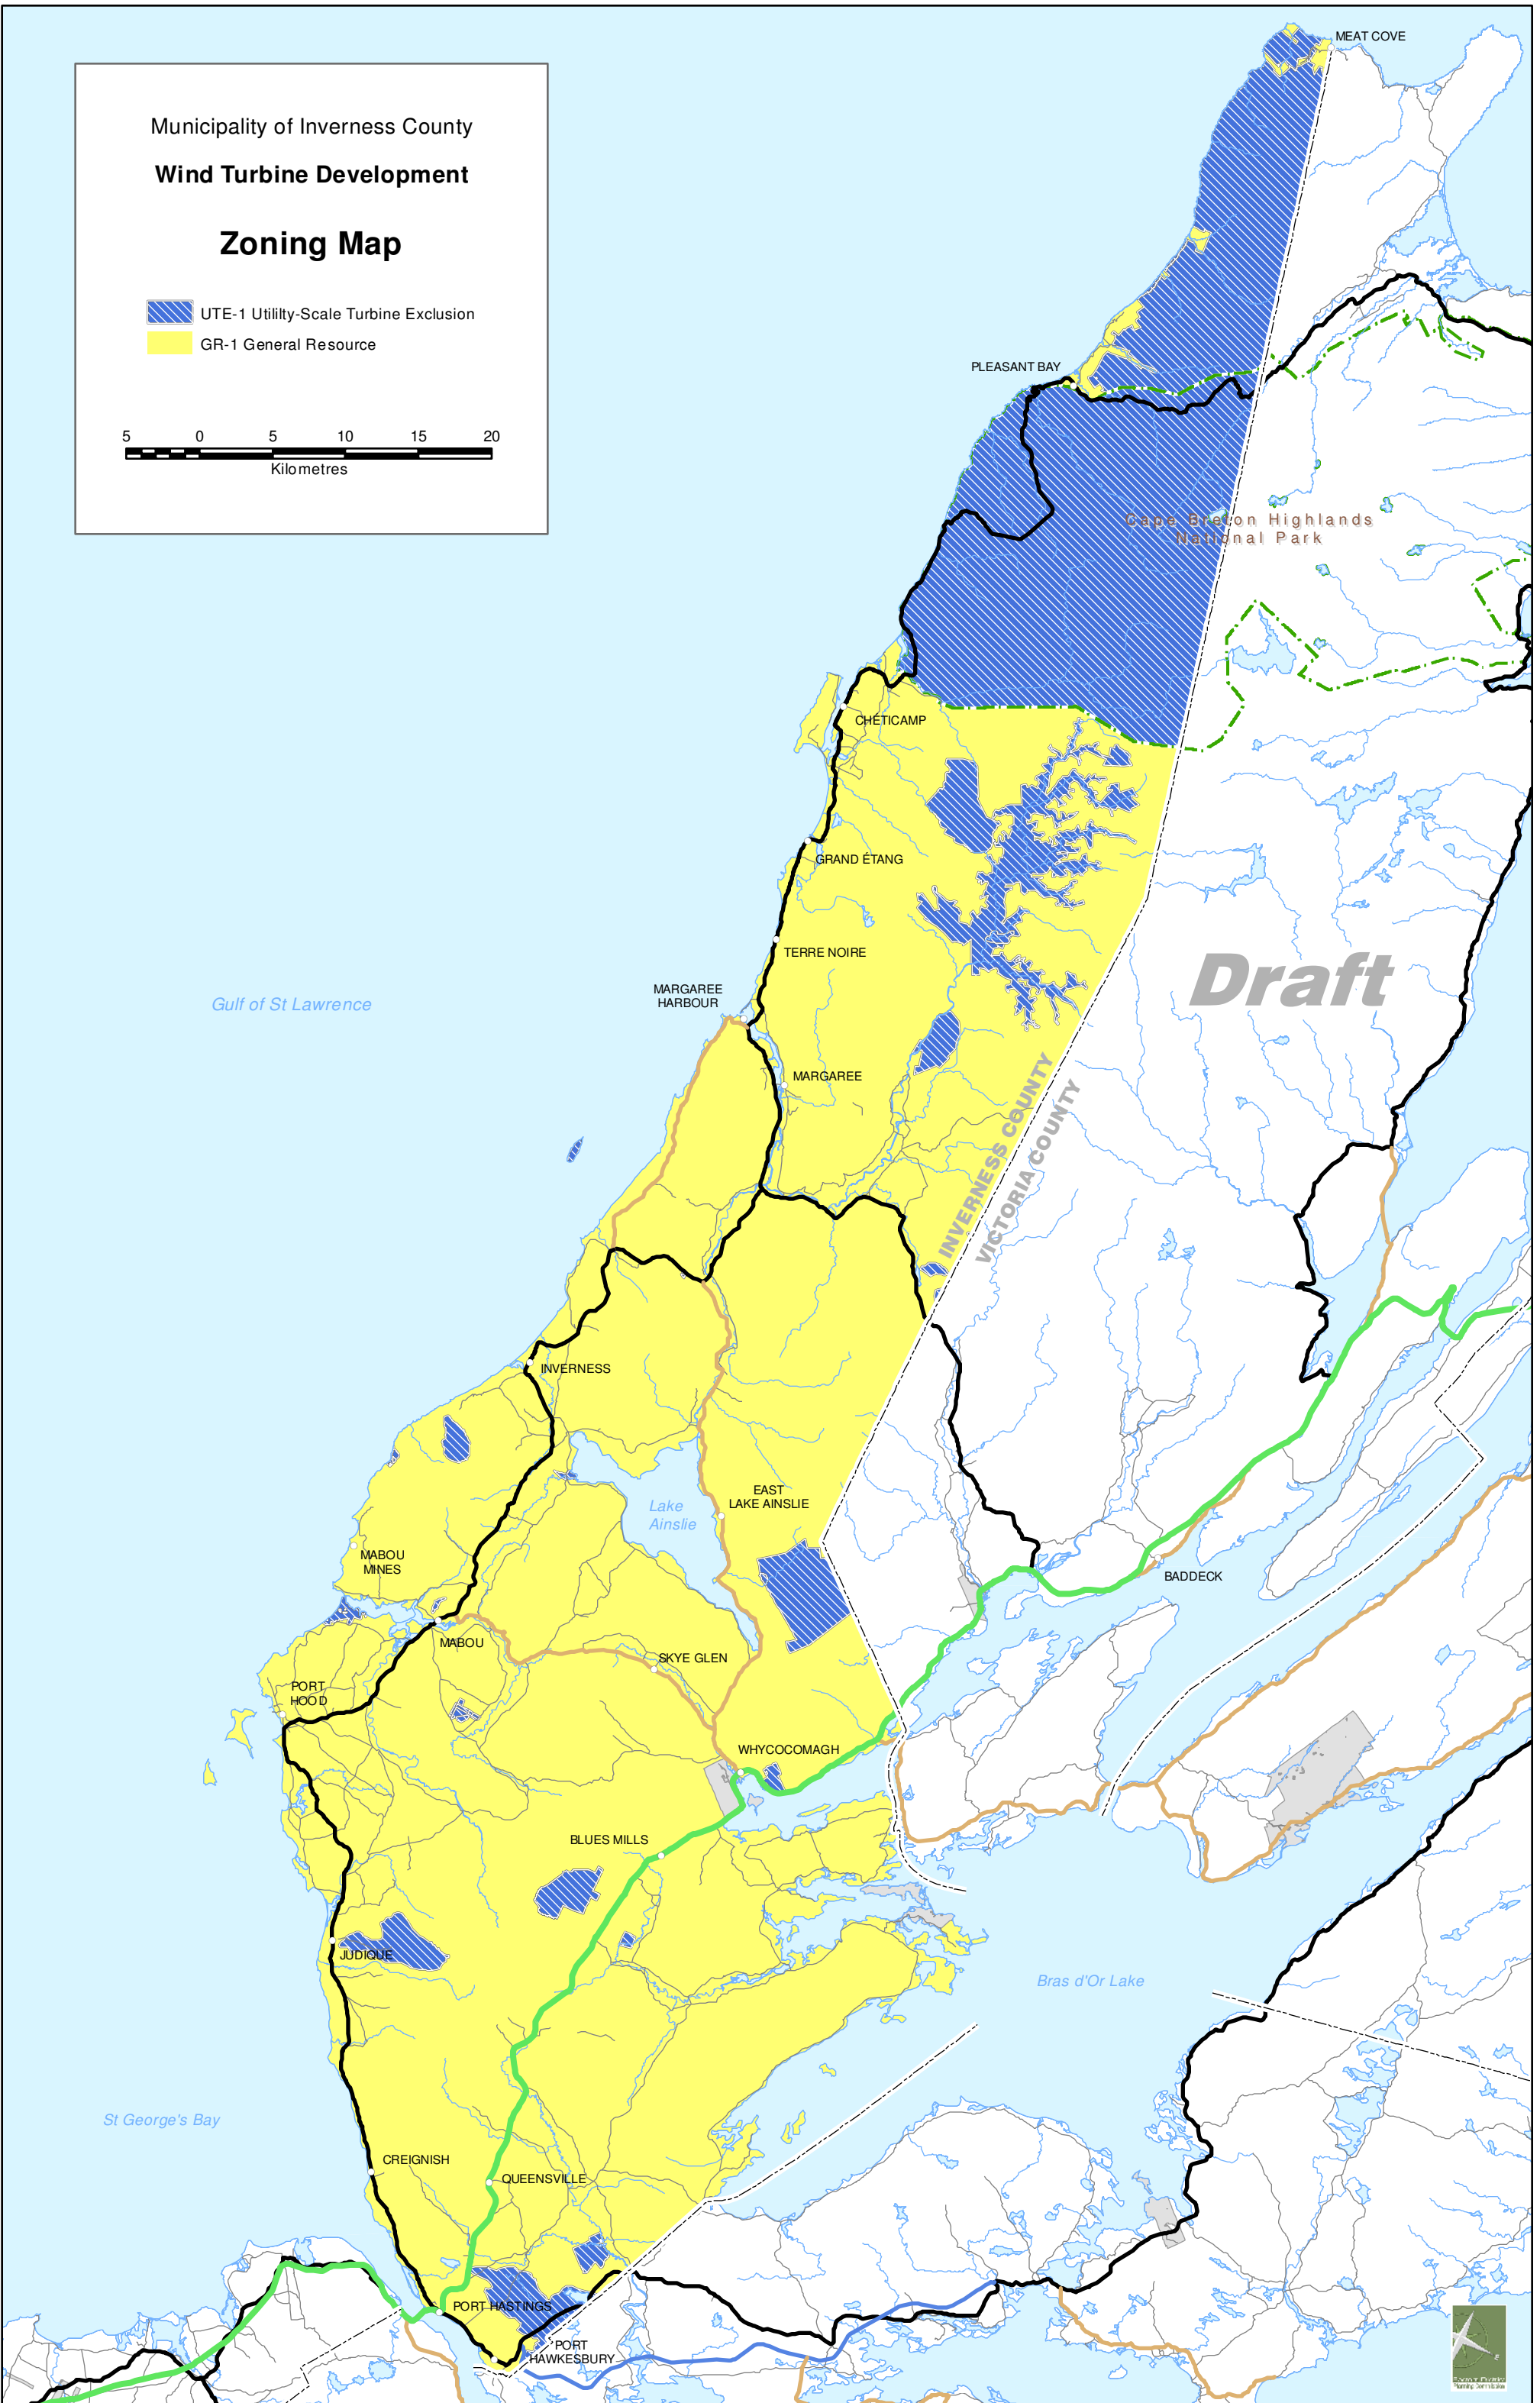 Municipality of Inverness County
Wind Turbine Development
Zoning Map
UTE-1 Utililty-Scale Turbine Exclusion
GR-1 General Resource
5 0 5 10 15 20
Kilometres
MEAT COVE
PLEASANT BAY
Cape Breton Highlands
National Park
CHÉTICAMP
GRAND ÉTANG
TERRE NOIRE
Draft
MARGAREE
HARBOUR
Gulf of St Lawrence
MARGAREE
INVERNESS COUNTY
VICTORIA COUNTY
INVERNESS
EAST
LAKE AINSLIE
Lake
Ainslie
MABOU
MINES
BADDECK
MABOU
SKYE GLEN
PORT
HOOD
WHYCOCOMAGH
BLUES MILLS
JUDIQUE
Bras d'Or Lake
St George's Bay
CREIGNISH
QUEENSVILLE
PORT HASTINGS
PORT
HAWKESBURY
Planning Commission